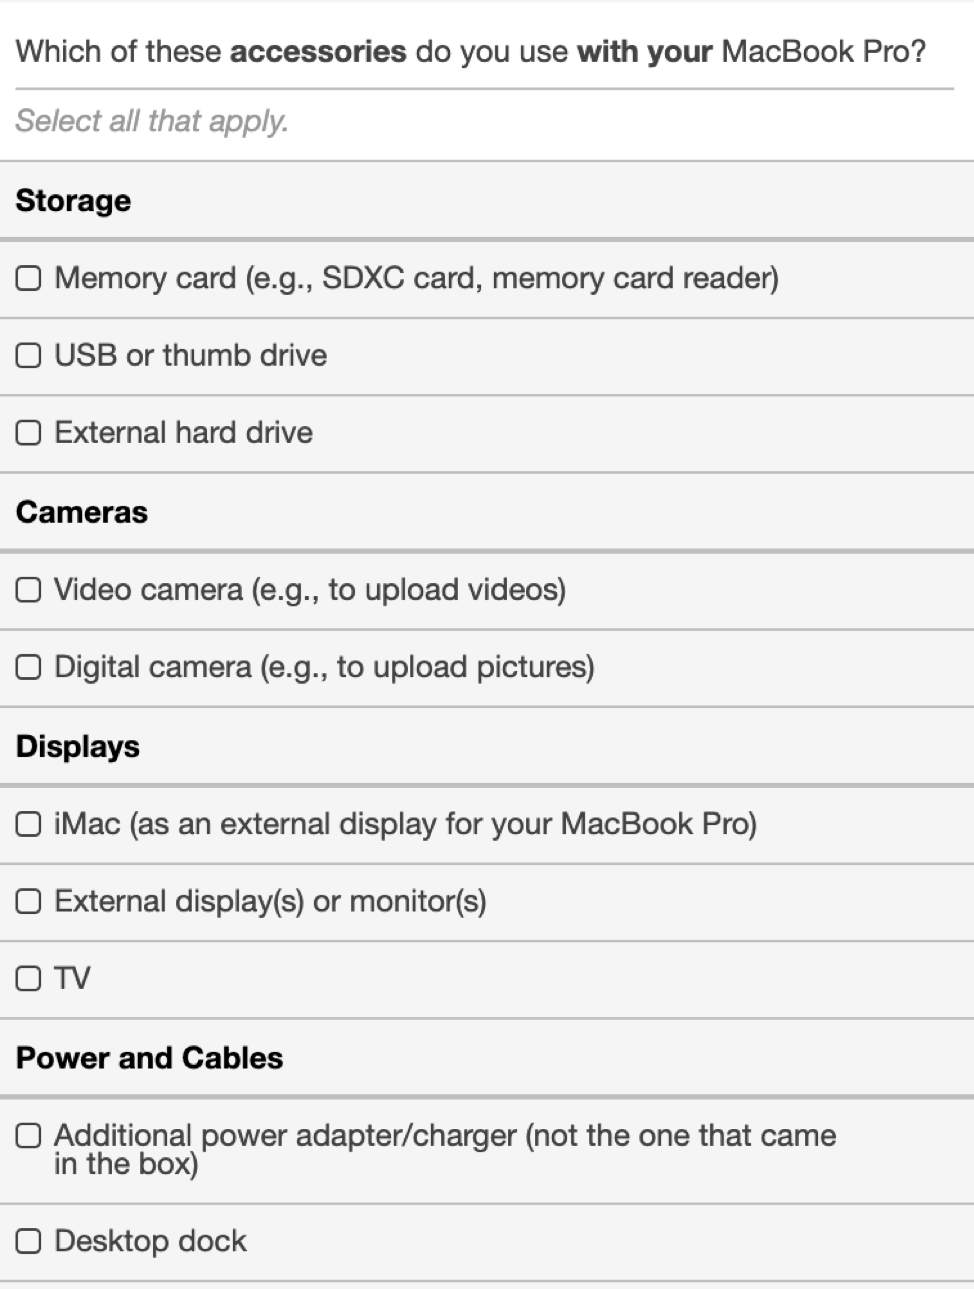 Which of these accessories do you use with your MacBook Pro?
Select all that apply.
Storage
Memory card (e.g., SDXC card, memory card reader)
USB or thumb drive
External hard drive
Cameras
Video camera (e.g., to upload videos)
Digital camera (e.g., to upload pictures)
Displays
iMac (as an external display for your MacBook Pro)
External display(s) or monitor(s)
TV
Power and Cables
Additional power adapter/charger (not the one that came
in the box)
Desktop dock